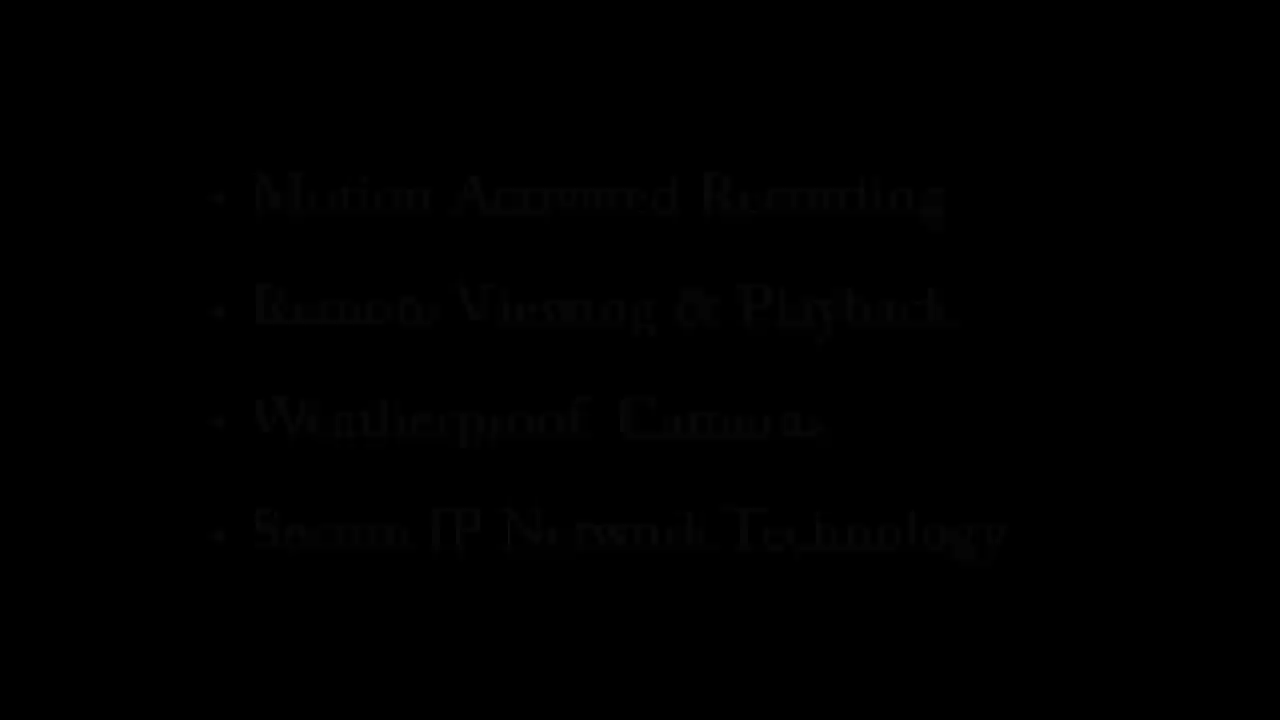 • Motion Activated Recording
• Remote Viewing & Playback
• Weatherproof Cameras
• Secure IP Network Technology